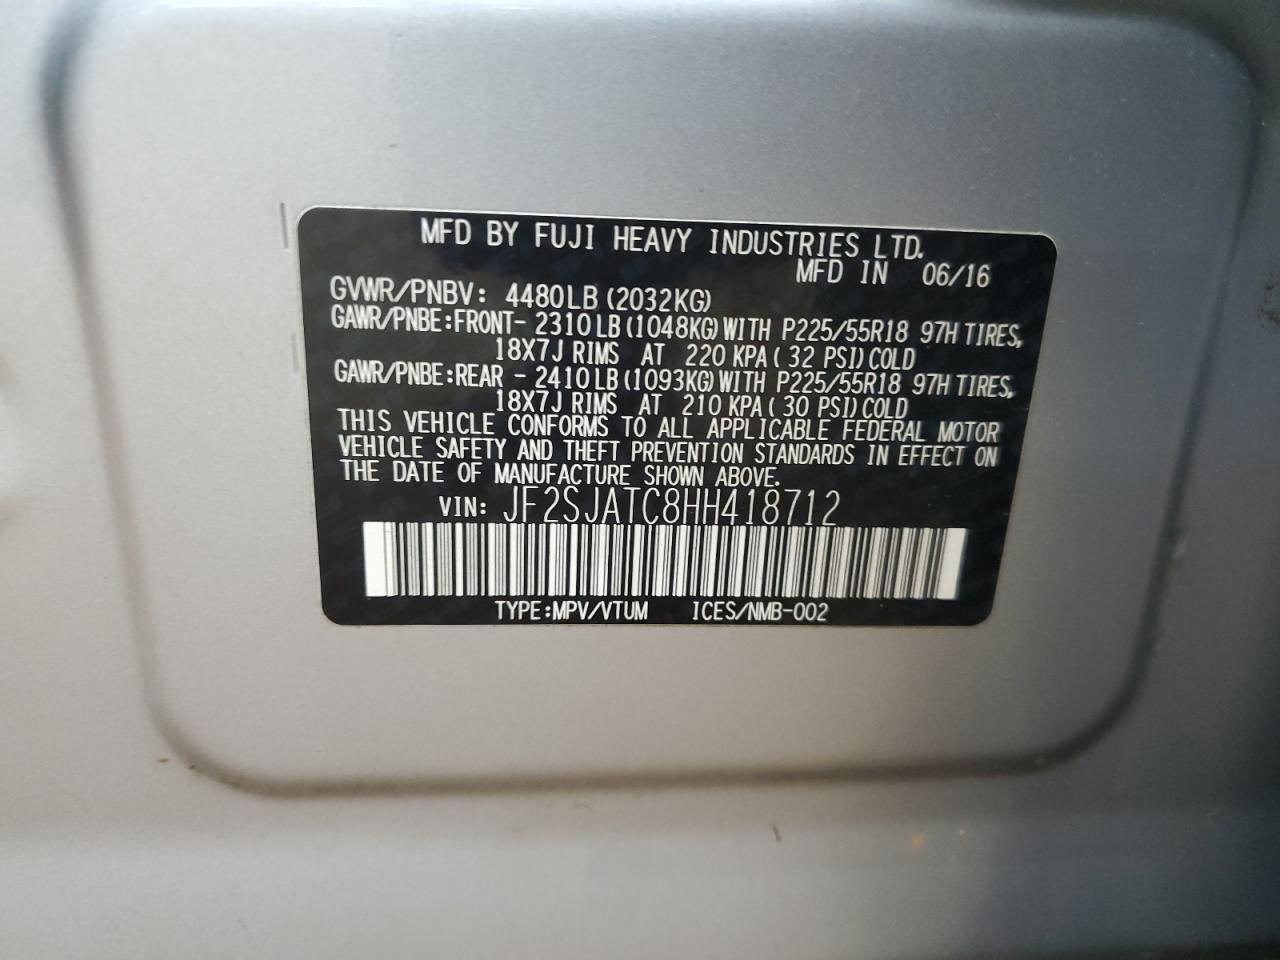 MFD BY FUJI HEAVY INDUSTRIES LTD.
MFD IN 06/16
GVWR/PNBV: 4480LB (2032KG)
GAWR/PNBE:FRONT- 2310LB (1048KG) WITH P225/55R18 97H TIRES,
18X7J RIMS AT 220 KPA ( 32 PSI) COLD
GAWR/PNBE:REAR - 2410LB (1093KG) WITH P225/55R18 97H TIRES,
18X7J RIMS AT 210 KPA ( 30 PSI) COLD
THIS VEHICLE CONFORMS TO ALL APPLICABLE FEDERAL MOTOR
VEHICLE SAFETY AND THEFT PREVENTION STANDARDS IN EFFECT ON
THE DATE OF MANUFACTURE SHOWN ABOVE.
VIN: JF2SJATC8HH418712
TYPE:MPV/VTUM ICES/NMB-002